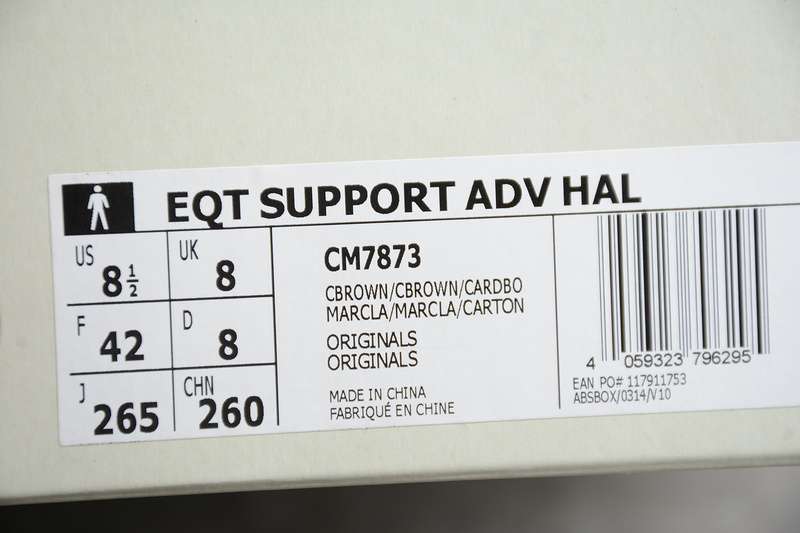 EQT SUPPORT ADV HAL
US 8½ UK 8
F 42 D 8
J 265 CHN 260
CM7873
CBROWN/CBROWN/CARDBO
MARCLA/MARCLA/CARTON
ORIGINALS
ORIGINALS
MADE IN CHINA
FABRIQUÉ EN CHINE
4 059323 796295
EAN PO# 117911753
ABSBOX/0314/V10